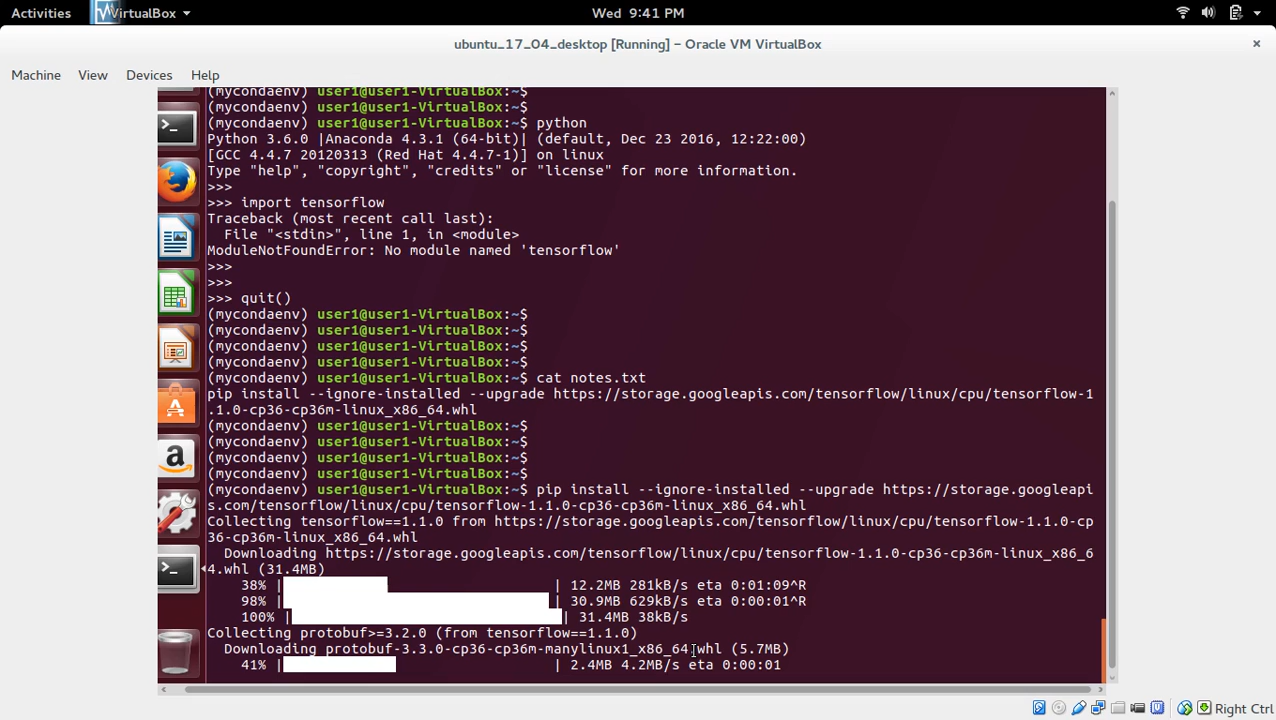 Activities VirtualBox Wed 9:41 PM
ubuntu_17_04_desktop [Running] – Oracle VM VirtualBox ×
Machine View Devices Help
(mycondaenv) user1@user1-VirtualBox:~$
(mycondaenv) user1@user1-VirtualBox:~$
(mycondaenv) user1@user1-VirtualBox:~$ python
Python 3.6.0 |Anaconda 4.3.1 (64-bit)| (default, Dec 23 2016, 12:22:00)
[GCC 4.4.7 20120313 (Red Hat 4.4.7-1)] on linux
Type "help", "copyright", "credits" or "license" for more information.
>>>
>>> import tensorflow
Traceback (most recent call last):
  File "<stdin>", line 1, in <module>
ModuleNotFoundError: No module named 'tensorflow'
>>>
>>>
>>> quit()
(mycondaenv) user1@user1-VirtualBox:~$
(mycondaenv) user1@user1-VirtualBox:~$
(mycondaenv) user1@user1-VirtualBox:~$
(mycondaenv) user1@user1-VirtualBox:~$
(mycondaenv) user1@user1-VirtualBox:~$ cat notes.txt
pip install --ignore-installed --upgrade https://storage.googleapis.com/tensorflow/linux/cpu/tensorflow-1
.1.0-cp36-cp36m-linux_x86_64.whl
(mycondaenv) user1@user1-VirtualBox:~$
(mycondaenv) user1@user1-VirtualBox:~$
(mycondaenv) user1@user1-VirtualBox:~$
(mycondaenv) user1@user1-VirtualBox:~$
(mycondaenv) user1@user1-VirtualBox:~$ pip install --ignore-installed --upgrade https://storage.googleapi
s.com/tensorflow/linux/cpu/tensorflow-1.1.0-cp36-cp36m-linux_x86_64.whl
Collecting tensorflow==1.1.0 from https://storage.googleapis.com/tensorflow/linux/cpu/tensorflow-1.1.0-cp
36-cp36m-linux_x86_64.whl
  Downloading https://storage.googleapis.com/tensorflow/linux/cpu/tensorflow-1.1.0-cp36-cp36m-linux_x86_6
4.whl (31.4MB)
    38% | | 12.2MB 281kB/s eta 0:01:09^R
    98% | | 30.9MB 629kB/s eta 0:00:01^R
    100% | | 31.4MB 38kB/s
Collecting protobuf>=3.2.0 (from tensorflow==1.1.0)
  Downloading protobuf-3.3.0-cp36-cp36m-manylinux1_x86_64.whl (5.7MB)
    41% | | 2.4MB 4.2MB/s eta 0:00:01
Right Ctrl